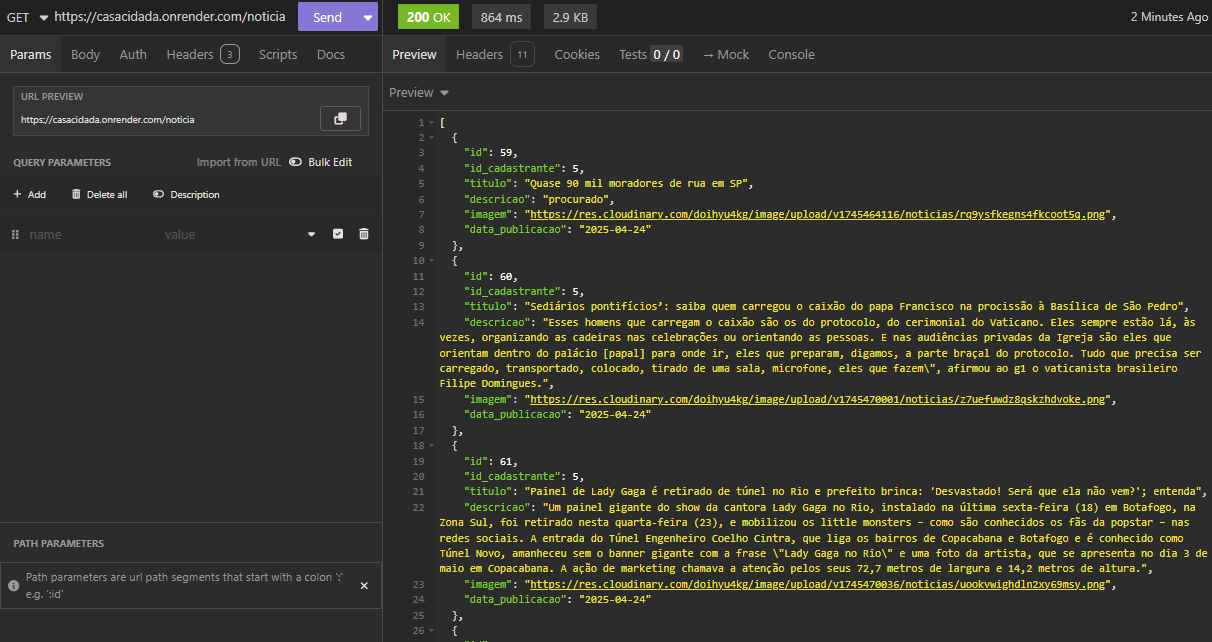 GET https://casacidada.onrender.com/noticia Send 200 OK 864 ms 2.9 KB 2 Minutes Ago
Params Body Auth Headers 3 Scripts Docs
Preview Headers 11 Cookies Tests 0 / 0 → Mock Console
URL PREVIEW
https://casacidada.onrender.com/noticia
QUERY PARAMETERS Import from URL Bulk Edit
+ Add Delete all Description
name value
PATH PARAMETERS
Path parameters are url path segments that start with a colon ':'
e.g. ':id'
Preview
1 [
2 {
3 "id": 59,
4 "id_cadastrante": 5,
5 "titulo": "Quase 90 mil moradores de rua em SP",
6 "descricao": "procurado",
7 "imagem": "https://res.cloudinary.com/doihyu4kg/image/upload/v1745464116/noticias/rq9ysfkegns4fkcoot5q.png",
8 "data_publicacao": "2025-04-24"
9 },
10 {
11 "id": 60,
12 "id_cadastrante": 5,
13 "titulo": "Sediários pontifícios’: saiba quem carregou o caixão do papa Francisco na procissão à Basílica de São Pedro",
14 "descricao": "Esses homens que carregam o caixão são os do protocolo, do cerimonial do Vaticano. Eles sempre estão lá, às
vezes, organizando as cadeiras nas celebrações ou orientando as pessoas. E nas audiências privadas da Igreja são eles que
orientam dentro do palácio [papal] para onde ir, eles que preparam, digamos, a parte braçal do protocolo. Tudo que precisa ser
carregado, transportado, colocado, tirado de uma sala, microfone, eles que fazem\", afirmou ao g1 o vaticanista brasileiro
Filipe Domingues.",
15 "imagem": "https://res.cloudinary.com/doihyu4kg/image/upload/v1745470001/noticias/z7uefuwdz8qskzhdvoke.png",
16 "data_publicacao": "2025-04-24"
17 },
18 {
19 "id": 61,
20 "id_cadastrante": 5,
21 "titulo": "Painel de Lady Gaga é retirado de túnel no Rio e prefeito brinca: 'Desvastado! Será que ela não vem?'; entenda",
22 "descricao": "Um painel gigante do show da cantora Lady Gaga no Rio, instalado na última sexta-feira (18) em Botafogo, na
Zona Sul, foi retirado nesta quarta-feira (23), e mobilizou os little monsters – como são conhecidos os fãs da popstar – nas
redes sociais. A entrada do Túnel Engenheiro Coelho Cintra, que liga os bairros de Copacabana e Botafogo e é conhecido como
Túnel Novo, amanheceu sem o banner gigante com a frase \"Lady Gaga no Rio\" e uma foto da artista, que se apresenta no dia 3 de
maio em Copacabana. A ação de marketing chamava a atenção pelos seus 72,7 metros de largura e 14,2 metros de altura.",
23 "imagem": "https://res.cloudinary.com/doihyu4kg/image/upload/v1745470036/noticias/uookvwighdln2xy69msy.png",
24 "data_publicacao": "2025-04-24"
25 },
26 {